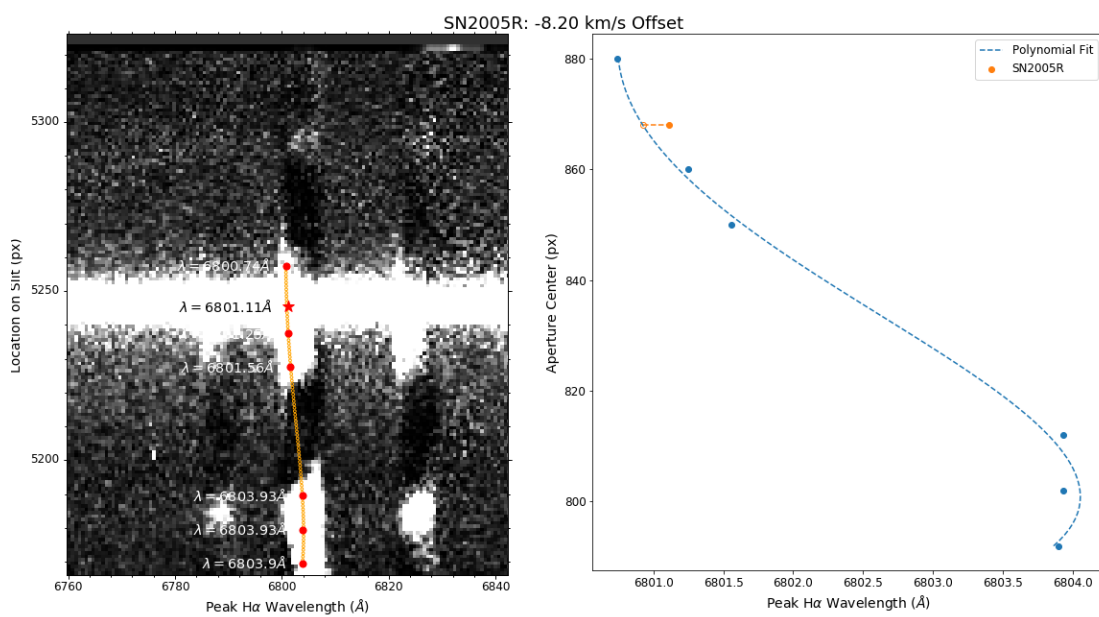 SN2005R: -8.20 km/s Offset
Location on Slit (px)
5300
5250
5200
λ = 6800.74Å
λ = 6801.11Å
λ = 6801.56Å
λ = 6803.93Å
λ = 6803.93Å
λ = 6803.9Å
6760 6780 6800 6820 6840
Peak Hα Wavelength (Å)
Aperture Center (px)
880
860
840
820
800
Polynomial Fit
SN2005R
6801.0 6801.5 6802.0 6802.5 6803.0 6803.5 6804.0
Peak Hα Wavelength (Å)